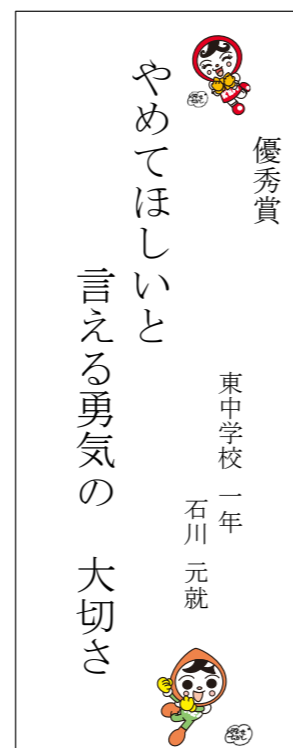 優秀賞
東中学校 一年
石川 元就
やめてほしいと
言える勇気の 大切さ